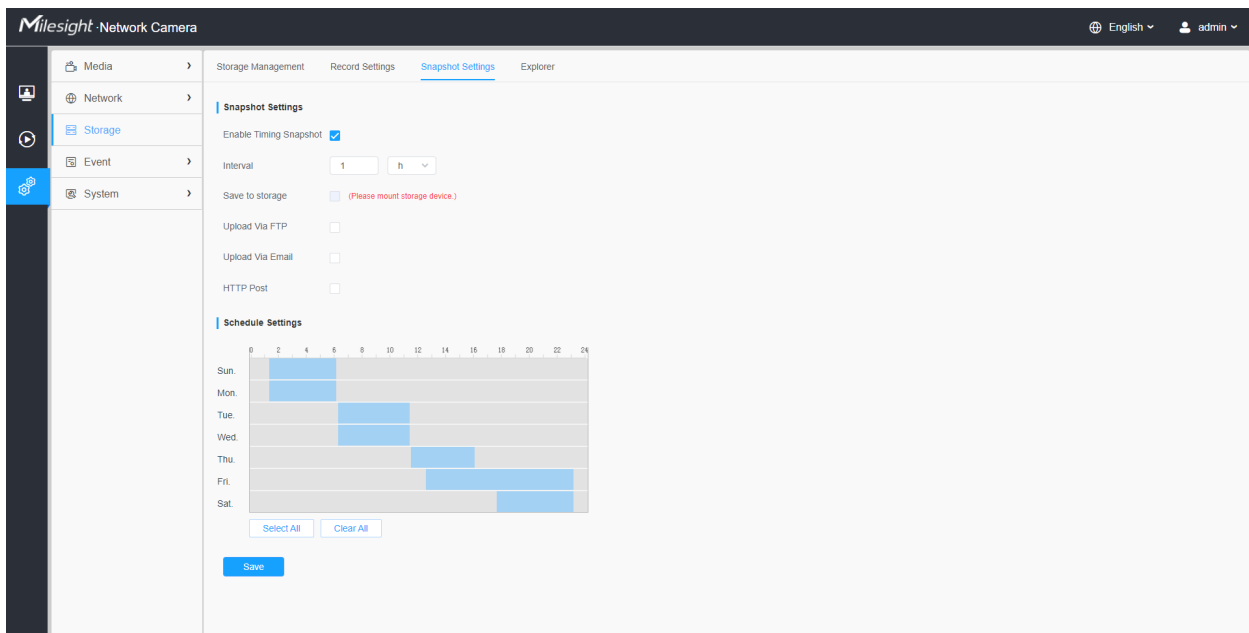 Milesight ·Network Camera
English
admin
Media
Network
Storage
Event
System
Storage Management
Record Settings
Snapshot Settings
Explorer
Snapshot Settings
Enable Timing Snapshot
Interval
1
h
Save to storage
(Please mount storage device.)
Upload Via FTP
Upload Via Email
HTTP Post
Schedule Settings
0 2 4 6 8 10 12 14 16 18 20 22 24
Sun.
Mon.
Tue.
Wed.
Thu.
Fri.
Sat.
Select All
Clear All
Save